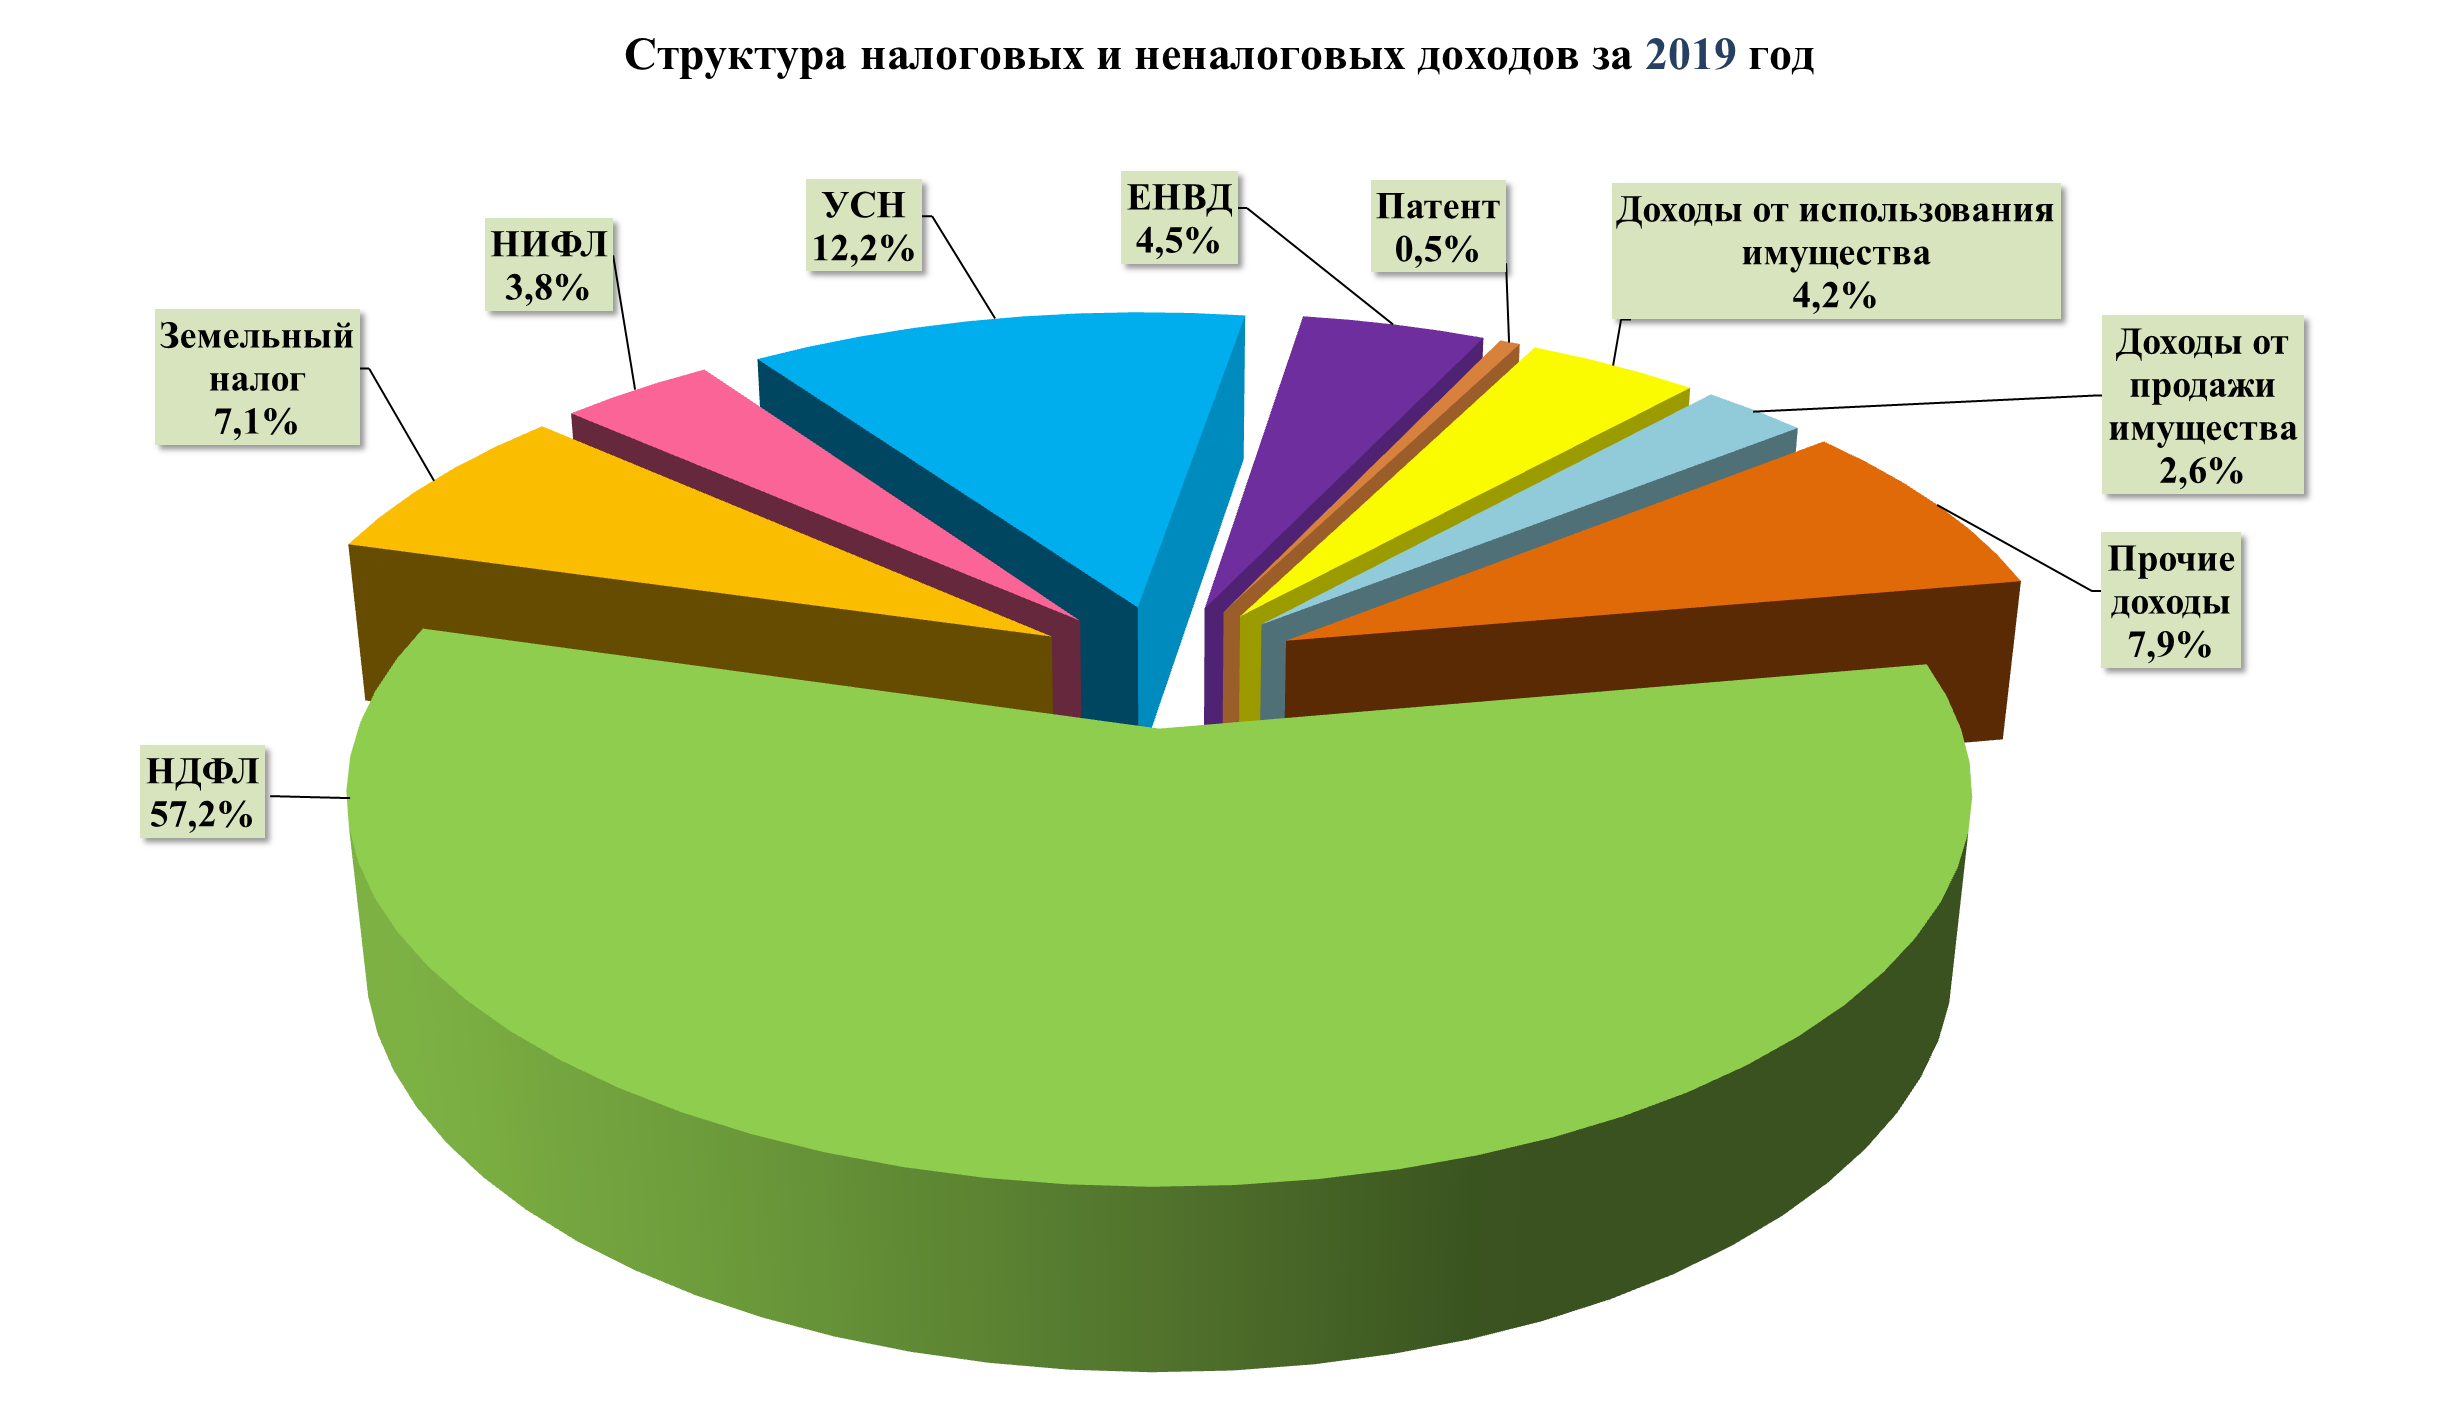 Структура налоговых и неналоговых доходов за 2019 год
ЕНВД
4,5%
УСН
12,2%
Патент
0,5%
Доходы от использования
имущества
4,2%
НИФЛ
3,8%
Земельный
налог
7,1%
Доходы от
продажи
имущества
2,6%
Прочие
доходы
7,9%
НДФЛ
57,2%